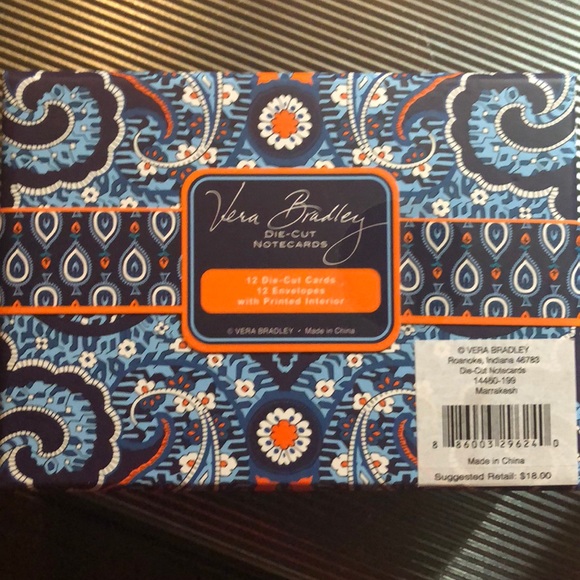 Vera Bradley
DIE-CUT
NOTECARDS
12 Die-Cut Cards
12 Envelopes
with Printed Interior
© VERA BRADLEY • Made in China
© VERA BRADLEY
Roanoke, Indiana 46783
Die-Cut Notecards
14460-199
Marrakesh
8 86003 29624 0
Made in China
Suggested Retail: $18.00